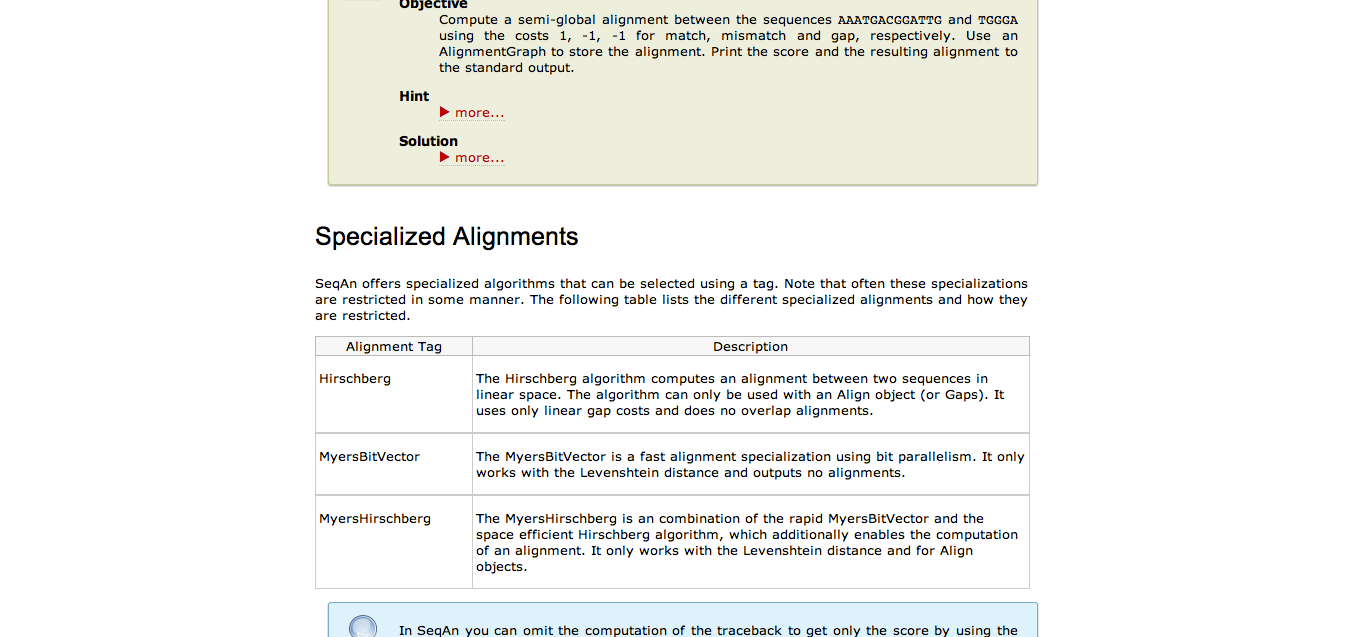 Objective
Compute a semi-global alignment between the sequences AAATGACGGATTG and TGGGA
using the costs 1, -1, -1 for match, mismatch and gap, respectively. Use an
AlignmentGraph to store the alignment. Print the score and the resulting alignment to
the standard output.
Hint
more...
Solution
more...
Specialized Alignments
SeqAn offers specialized algorithms that can be selected using a tag. Note that often these specializations
are restricted in some manner. The following table lists the different specialized alignments and how they
are restricted.
Alignment Tag Description
Hirschberg The Hirschberg algorithm computes an alignment between two sequences in
linear space. The algorithm can only be used with an Align object (or Gaps). It
uses only linear gap costs and does no overlap alignments.
MyersBitVector The MyersBitVector is a fast alignment specialization using bit parallelism. It only
works with the Levenshtein distance and outputs no alignments.
MyersHirschberg The MyersHirschberg is an combination of the rapid MyersBitVector and the
space efficient Hirschberg algorithm, which additionally enables the computation
of an alignment. It only works with the Levenshtein distance and for Align
objects.
In SeqAn you can omit the computation of the traceback to get only the score by using the